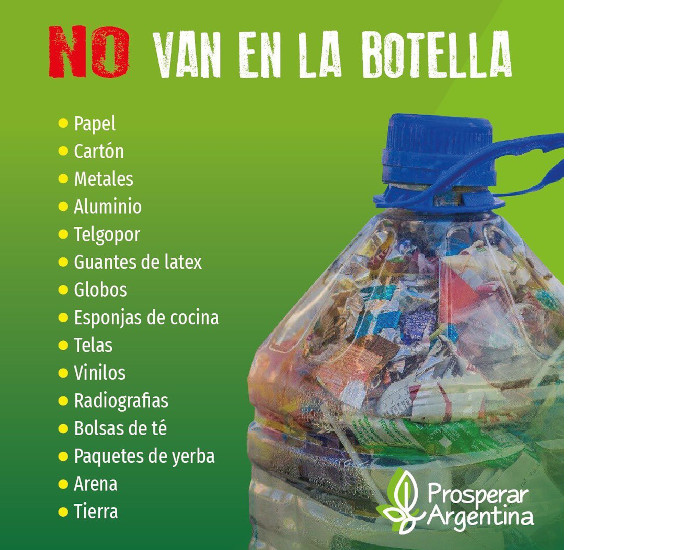 NO VAN EN LA BOTELLA
Papel
Cartón
Metales
Aluminio
Telgopor
Guantes de latex
Globos
Esponjas de cocina
Telas
Vinilos
Radiografias
Bolsas de té
Paquetes de yerba
Arena
Tierra
Prosperar
Argentina